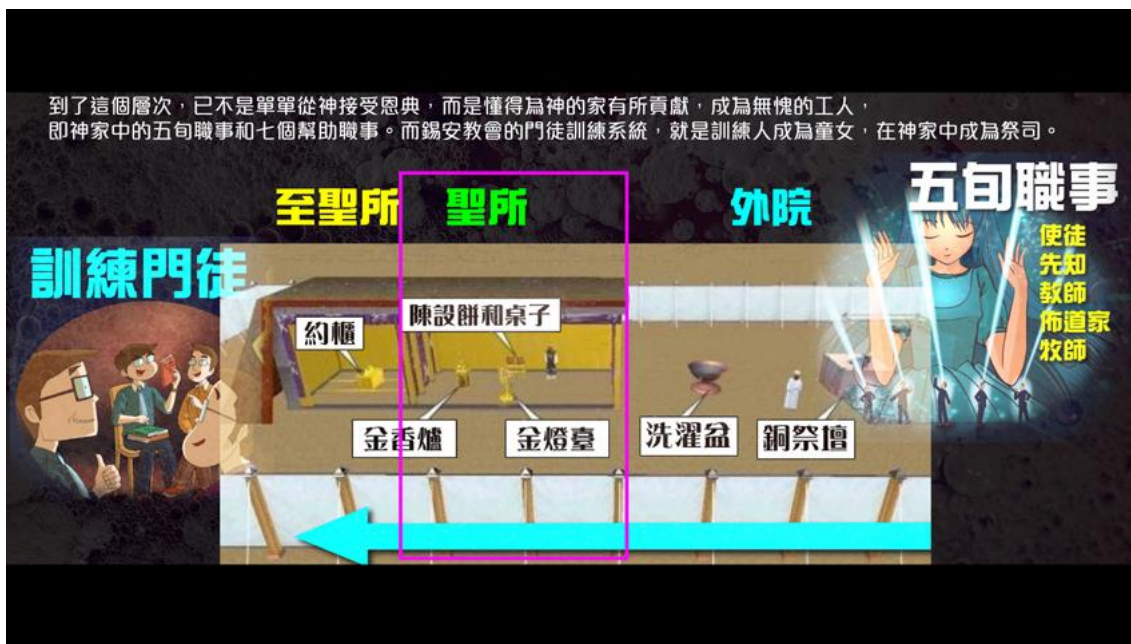 到了這個層次，已不是單單從神接受恩典，而是懂得為神的家有所貢獻，成為無愧的工人，
即神家中的五旬職事和七個幫助職事。而錫安教會的門徒訓練系統，就是訓練人成為童女，在神家中成為祭司。
至聖所
聖所
外院
五旬職事
使徒
先知
教師
佈道家
牧師
訓練門徒
約櫃
陳設餅和桌子
金香爐
金燈臺
洗濯盆
銅祭壇